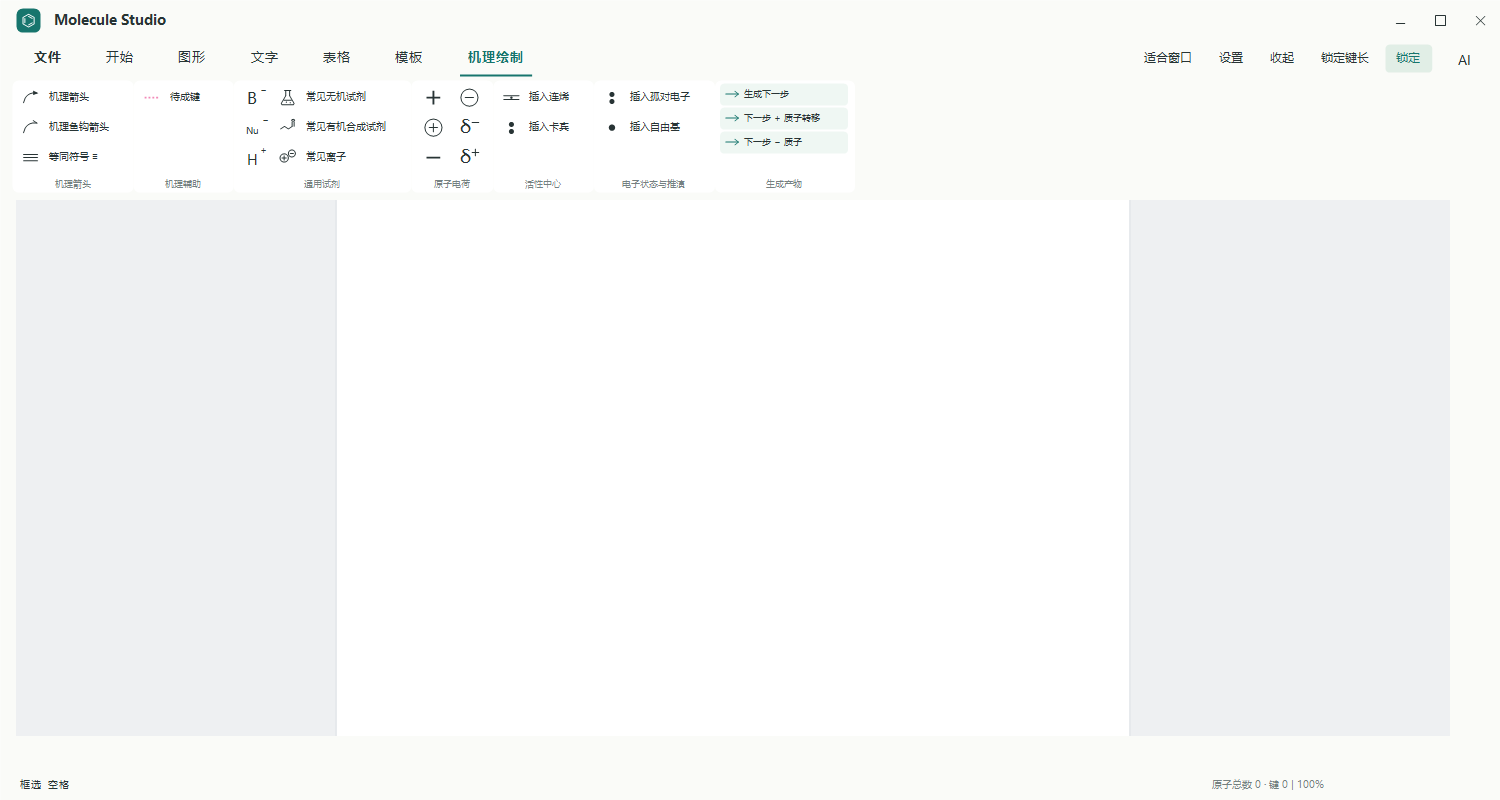 Molecule Studio
文件 开始 图形 文字 表格 模板 机理绘制 适合窗口 设置 收起 锁定键长 锁定 AI
机理箭头 待成键 B⁻ 常见无机试剂 + ⊖ 插入连烯 插入孤对电子 → 生成下一步
机理鱼钩箭头 Nu⁻ 常见有机合成试剂 ⊕ δ⁻ 插入卡宾 插入自由基 → 下一步 + 质子转移
等同符号 ≡ H⁺ 常见离子 − δ⁺ → 下一步 − 质子
机理箭头 机理辅助 通用试剂 原子电荷 活性中心 电子状态与推演 生成产物
框选 空格 原子总数 0 · 键 0 | 100%